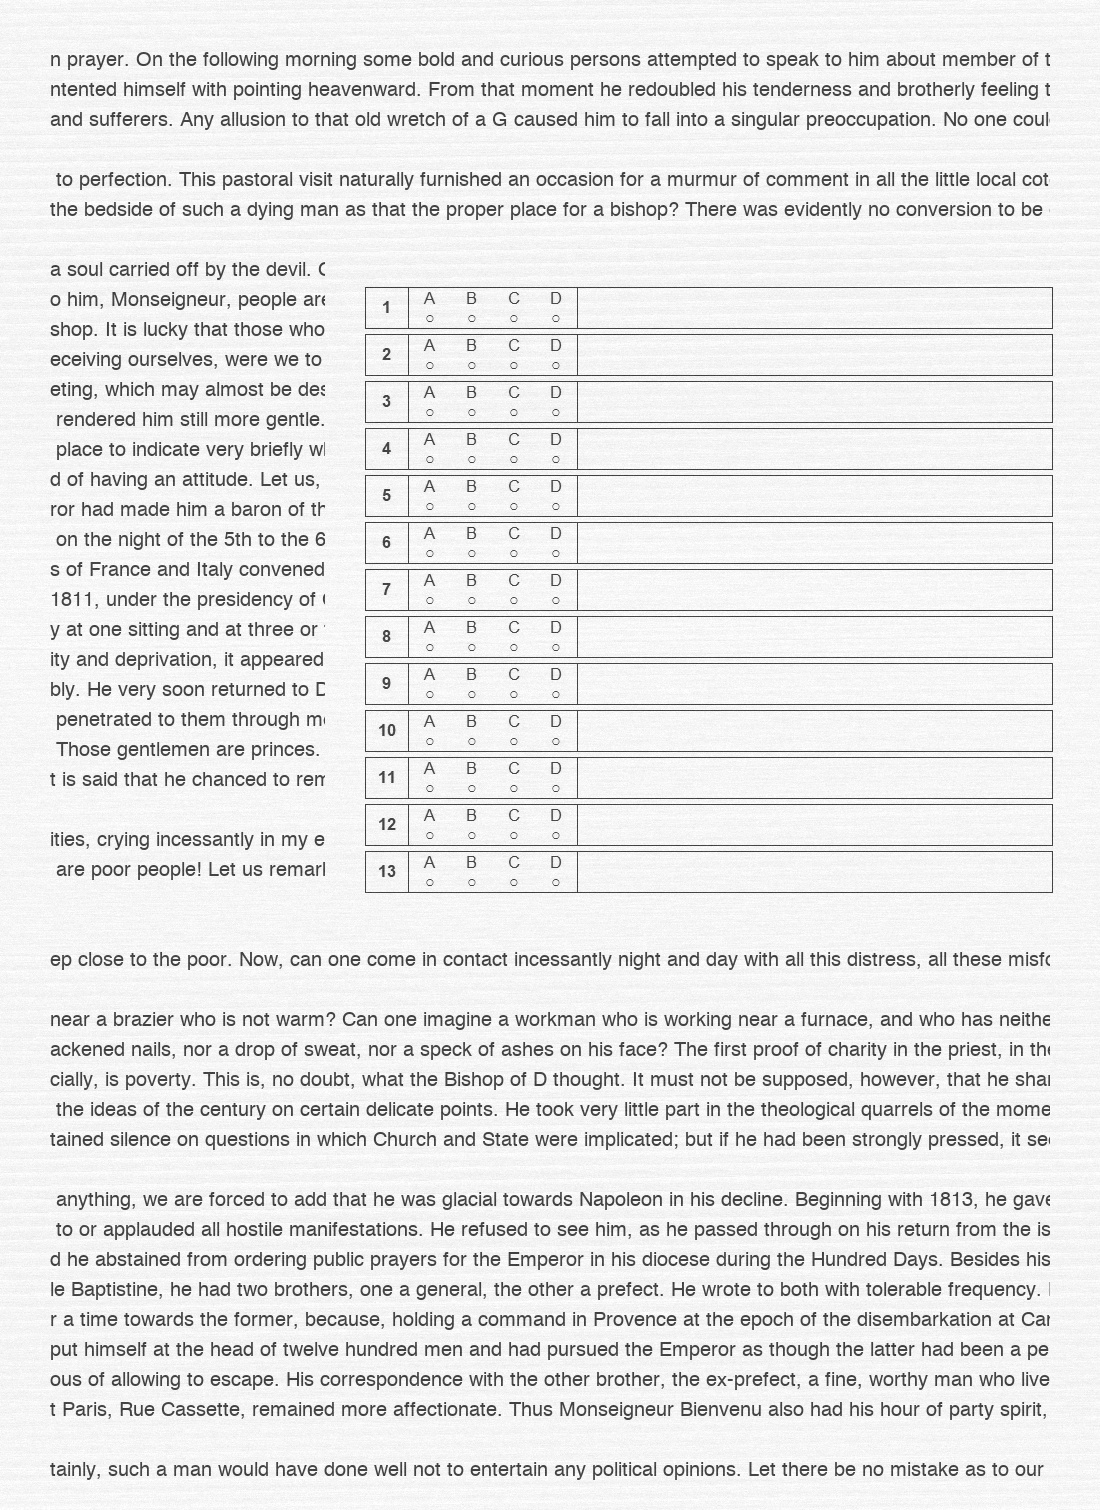 n prayer. On the following morning some bold and curious persons attempted to speak to him about member of t
ntented himself with pointing heavenward. From that moment he redoubled his tenderness and brotherly feeling t
and sufferers. Any allusion to that old wretch of a G caused him to fall into a singular preoccupation. No one coul
to perfection. This pastoral visit naturally furnished an occasion for a murmur of comment in all the little local cot
the bedside of such a dying man as that the proper place for a bishop? There was evidently no conversion to be
a soul carried off by the devil.
o him, Monseigneur, people are
shop. It is lucky that those who
eceiving ourselves, were we to
eting, which may almost be des
rendered him still more gentle.
place to indicate very briefly
d of having an attitude. Let us,
ror had made him a baron of th
on the night of the 5th to the 6
s of France and Italy convened
1811, under the presidency of
y at one sitting and at three or
ity and deprivation, it appeared
bly. He very soon returned to D
penetrated to them through
Those gentlemen are princes.
t is said that he chanced to rem
ities, crying incessantly in my e
are poor people! Let us remark
1 A B C D
2 A B C D
3 A B C D
4 A B C D
5 A B C D
6 A B C D
7 A B C D
8 A B C D
9 A B C D
10 A B C D
11 A B C D
12 A B C D
13 A B C D
ep close to the poor. Now, can one come in contact incessantly night and day with all this distress, all these misfo
near a brazier who is not warm? Can one imagine a workman who is working near a furnace, and who has neithe
ackened nails, nor a drop of sweat, nor a speck of ashes on his face? The first proof of charity in the priest, in the
cially, is poverty. This is, no doubt, what the Bishop of D thought. It must not be supposed, however, that he shar
the ideas of the century on certain delicate points. He took very little part in the theological quarrels of the mome
tained silence on questions in which Church and State were implicated; but if he had been strongly pressed, it see
anything, we are forced to add that he was glacial towards Napoleon in his decline. Beginning with 1813, he gave
to or applauded all hostile manifestations. He refused to see him, as he passed through on his return from the is
d he abstained from ordering public prayers for the Emperor in his diocese during the Hundred Days. Besides his
le Baptistine, he had two brothers, one a general, the other a prefect. He wrote to both with tolerable frequency.
r a time towards the former, because, holding a command in Provence at the epoch of the disembarkation at Can
put himself at the head of twelve hundred men and had pursued the Emperor as though the latter had been a pe
ous of allowing to escape. His correspondence with the other brother, the ex-prefect, a fine, worthy man who live
t Paris, Rue Cassette, remained more affectionate. Thus Monseigneur Bienvenu also had his hour of party spirit,
tainly, such a man would have done well not to entertain any political opinions. Let there be no mistake as to our